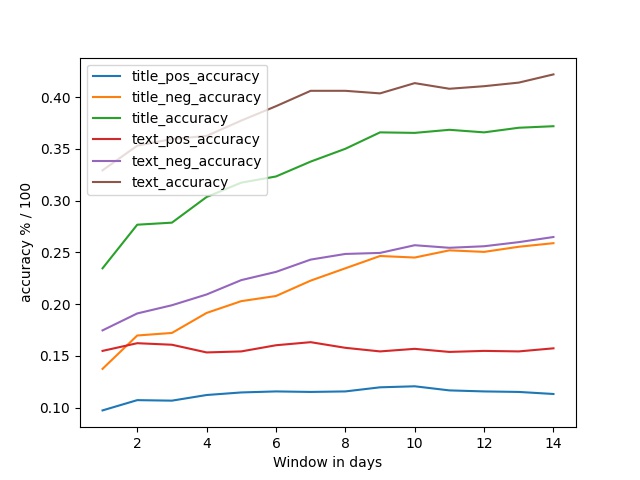 title_pos_accuracy
title_neg_accuracy
title_accuracy
text_pos_accuracy
text_neg_accuracy
text_accuracy
accuracy % / 100
0.40
0.35
0.30
0.25
0.20
0.15
0.10
2 4 6 8 10 12 14
Window in days